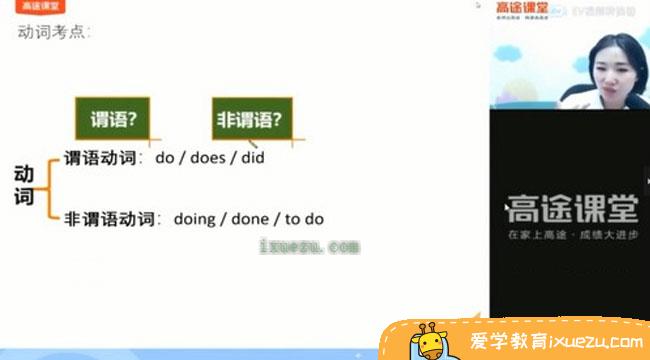 高途课堂
动词考点:
谓语?
非谓语?
动词
谓语动词：do / does / did
非谓语动词：doing / done / to do
ixuezu.com
高途课堂
高途课堂
在家上高途·成绩大进步
爱学教育ixuezu.com